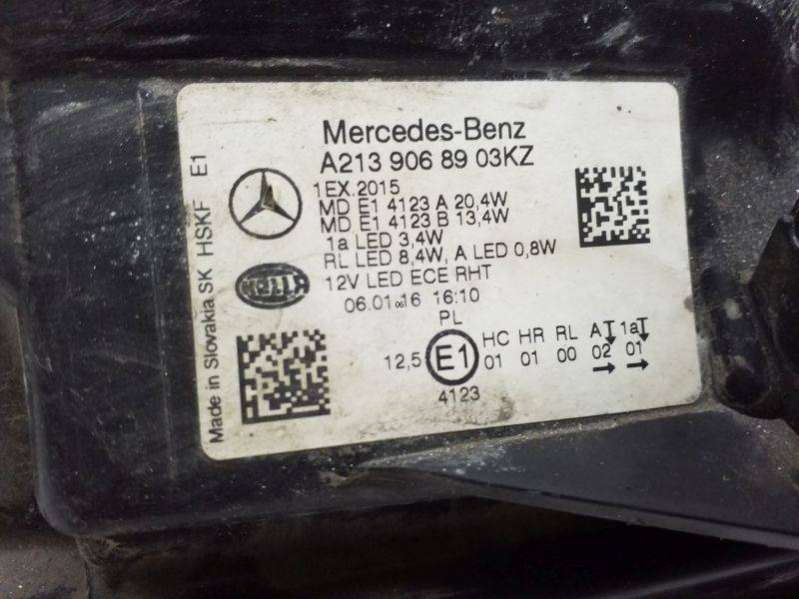 Mercedes-Benz
A213 906 89 03KZ
1EX.2015
MD E1 4123 A 20,4W
MD E1 4123 B 13,4W
1a LED 3,4W
RL LED 8,4W, A LED 0,8W
12V LED ECE RHT
06.01 16 16:10
PL
HC HR RL A 1a
12,5 E1 01 01 00 02 01
4123
Made in Slovakia SK HSKF E1